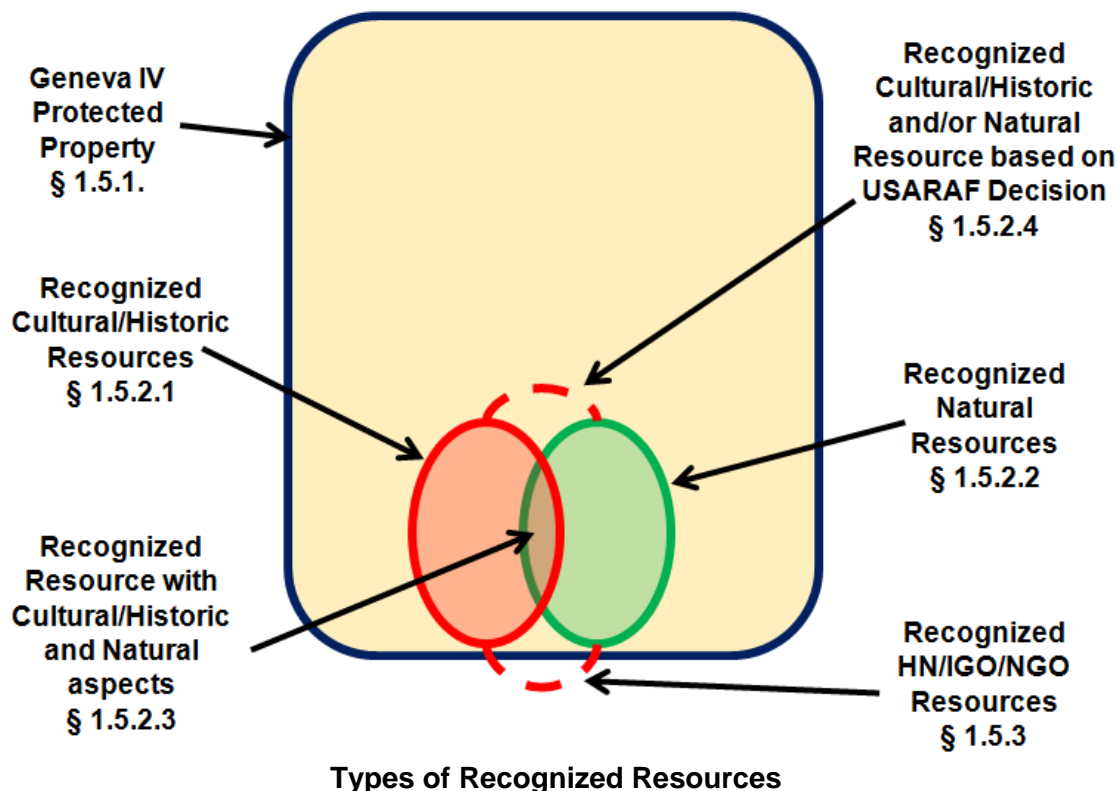 Geneva IV
Protected
Property
§ 1.5.1.
Recognized
Cultural/Historic
Resources
§ 1.5.2.1
Recognized
Resource with
Cultural/Historic
and Natural
aspects
§ 1.5.2.3
Recognized
Cultural/Historic
and/or Natural
Resource based on
USARAF Decision
§ 1.5.2.4
Recognized
Natural
Resources
§ 1.5.2.2
Recognized
HN/IGO/NGO
Resources
§ 1.5.3
Types of Recognized Resources